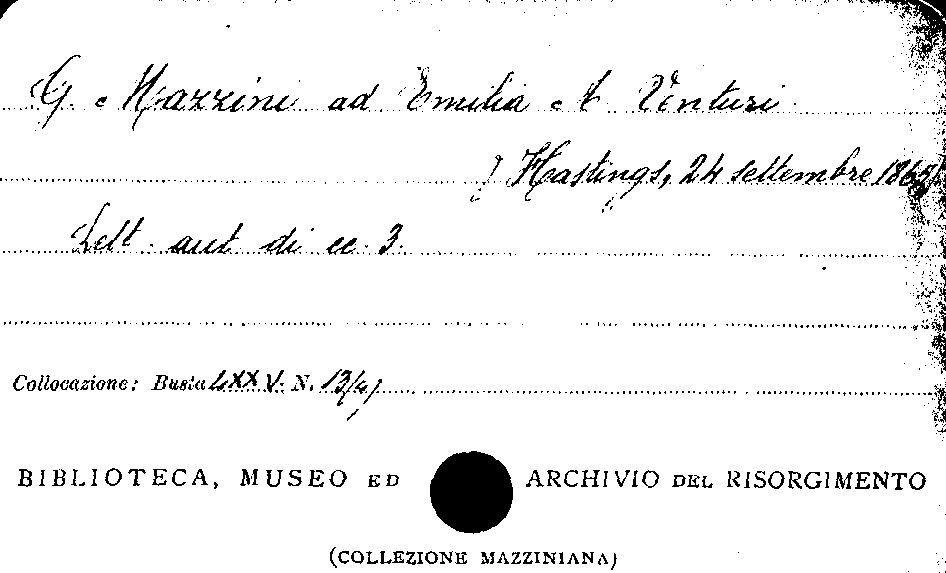 G. Mazzini ad Emilia A. Venturi.
[Hastings, 24 settembre
Lett. aut. di cc. 3.
Collocazione: Busta LXXV. N. 13/4)
BIBLIOTECA, MUSEO ED ARCHIVIO DEL RISORGIMENTO
(COLLEZIONE MAZZINIANA)